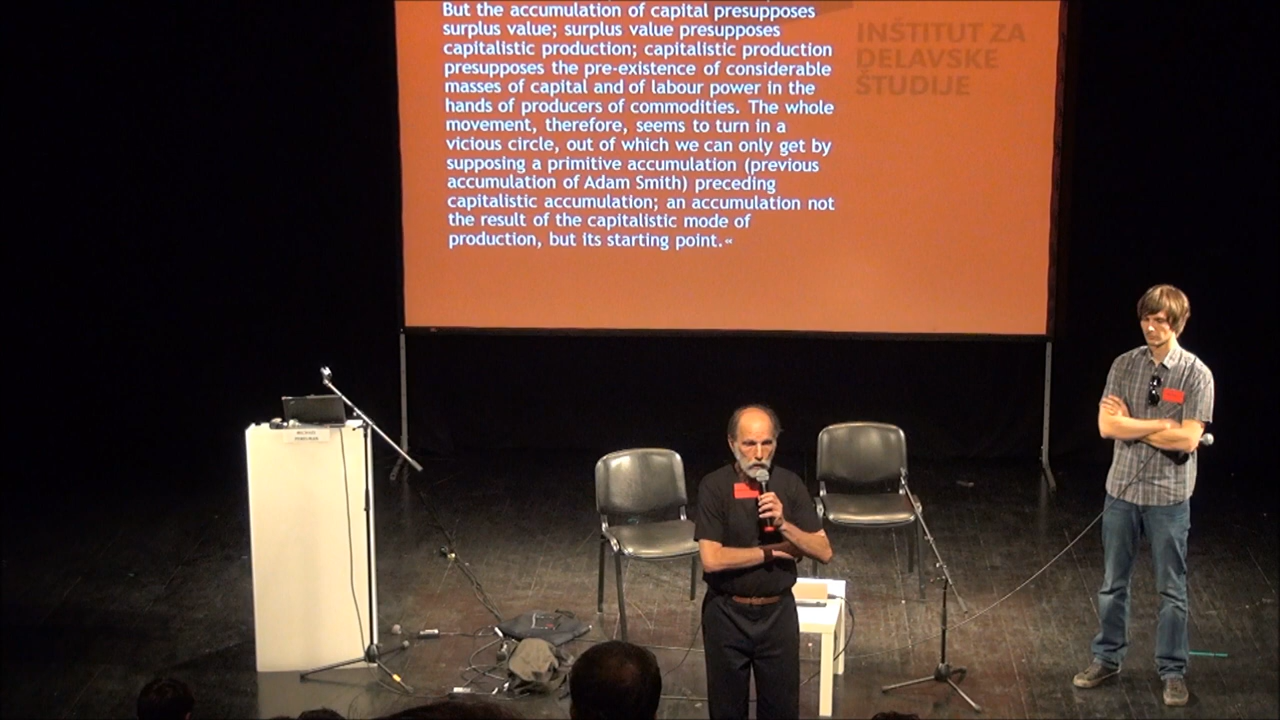 But the accumulation of capital presupposes
surplus value; surplus value presupposes
capitalistic production; capitalistic production
presupposes the pre-existence of considerable
masses of capital and of labour power in the
hands of producers of commodities. The whole
movement, therefore, seems to turn in a
vicious circle, out of which we can only get by
supposing a primitive accumulation (previous
accumulation of Adam Smith) preceding
capitalistic accumulation; an accumulation not
the result of the capitalistic mode of
production, but its starting point.«
INŠTITUT ZA
DELAVSKE
ŠTUDIJE
MICHAEL